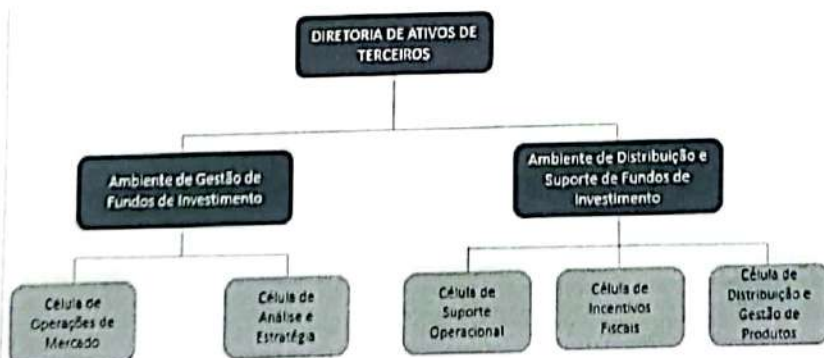 DIRETORIA DE ATIVOS DE
TERCEIROS
Ambiente de Gestão de
Fundos de Investimento
Ambiente de Distribuição e
Suporte de Fundos de
Investimento
Célula de
Operações de
Mercado
Célula de
Análise e
Estratégia
Célula de
Suporte
Operacional
Célula de
Incentivos
Fiscais
Célula de
Distribuição e
Gestão de
Produtos